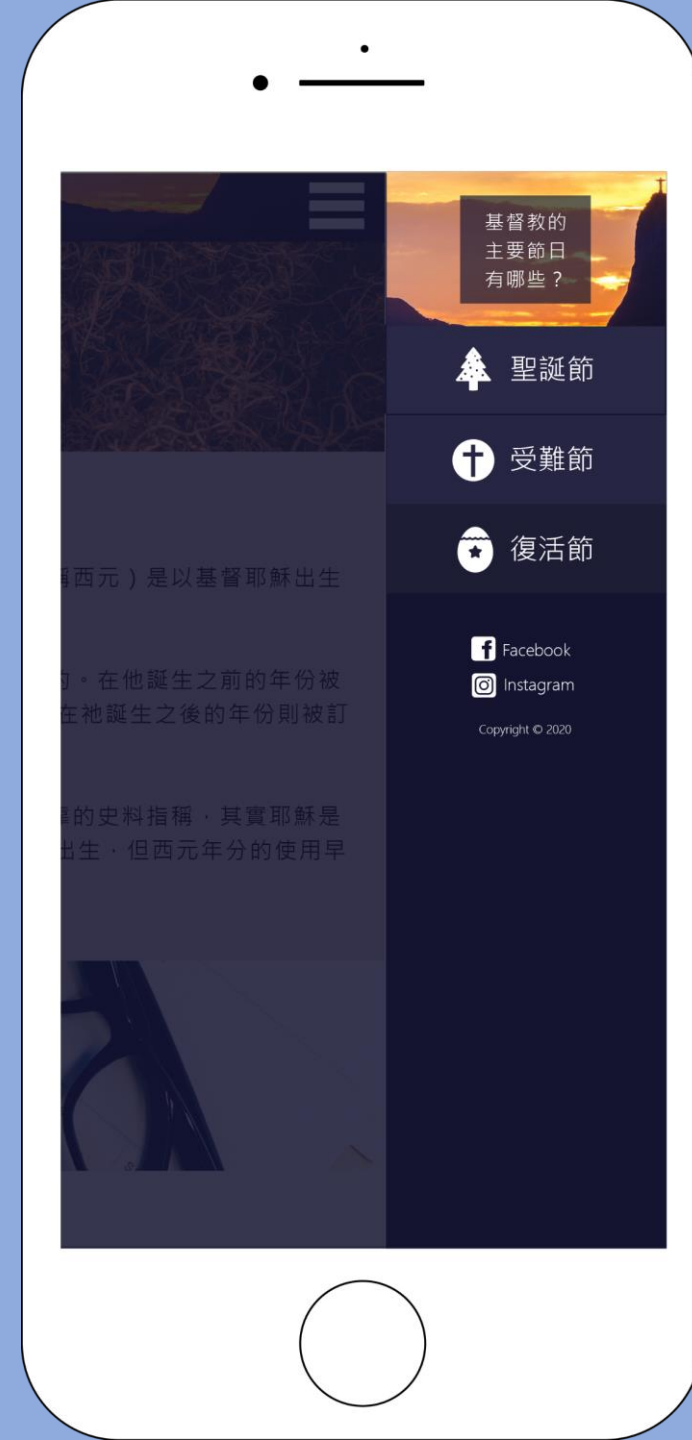 基督教的
主要節日
有哪些？
聖誕節
受難節
復活節
Facebook
Instagram
Copyright © 2020
西元）是以基督耶穌出生
。在他誕生之前的年份被
在祂誕生之後的年份則被訂
的史料指稱，其實耶穌是
出生，但西元年分的使用早